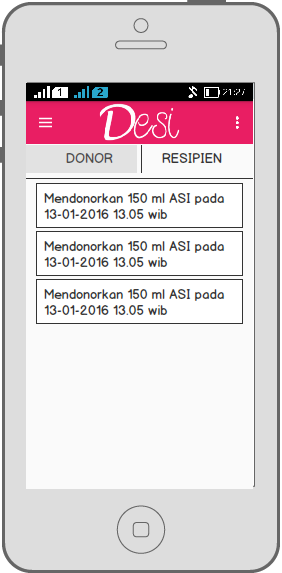 1 2 21:27
Desi
DONOR RESIPIEN
Mendonorkan 150 ml ASI pada
13-01-2016 13.05 wib
Mendonorkan 150 ml ASI pada
13-01-2016 13.05 wib
Mendonorkan 150 ml ASI pada
13-01-2016 13.05 wib